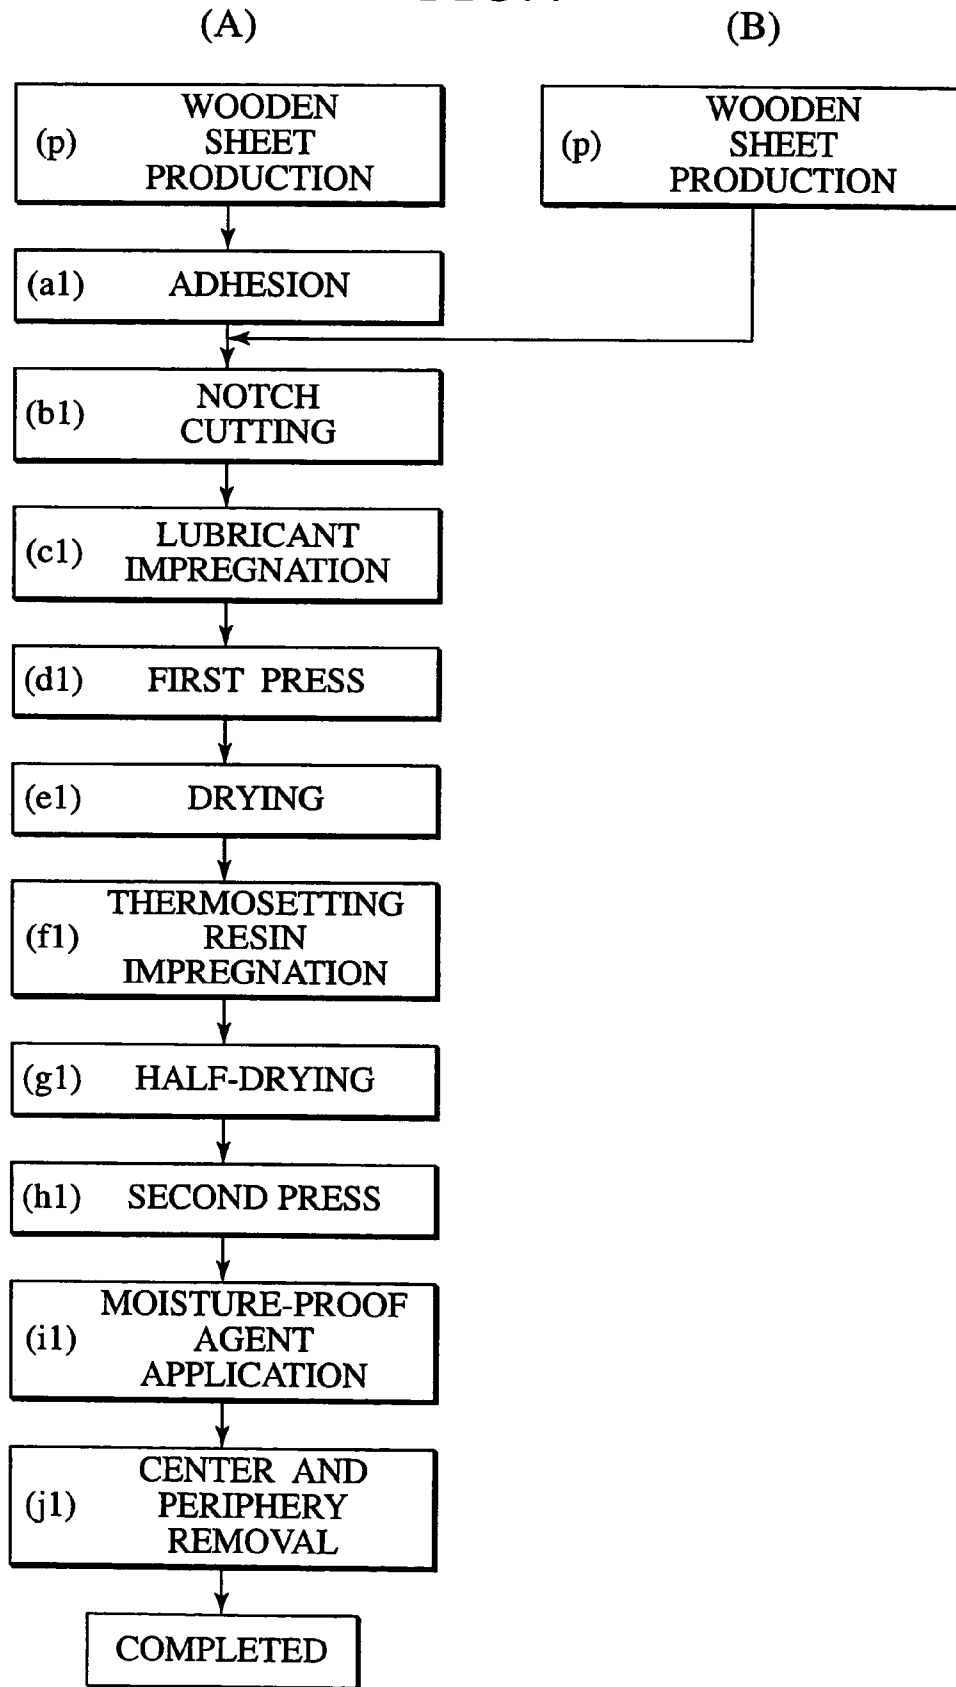 (A)
(B)
(p) WOODEN
SHEET
PRODUCTION
(p) WOODEN
SHEET
PRODUCTION
(a1) ADHESION
(b1) NOTCH
CUTTING
(c1) LUBRICANT
IMPREGNATION
(d1) FIRST PRESS
(e1) DRYING
(f1) THERMOSETTING
RESIN
IMPREGNATION
(g1) HALF-DRYING
(h1) SECOND PRESS
(i1) MOISTURE-PROOF
AGENT
APPLICATION
(j1) CENTER AND
PERIPHERY
REMOVAL
COMPLETED